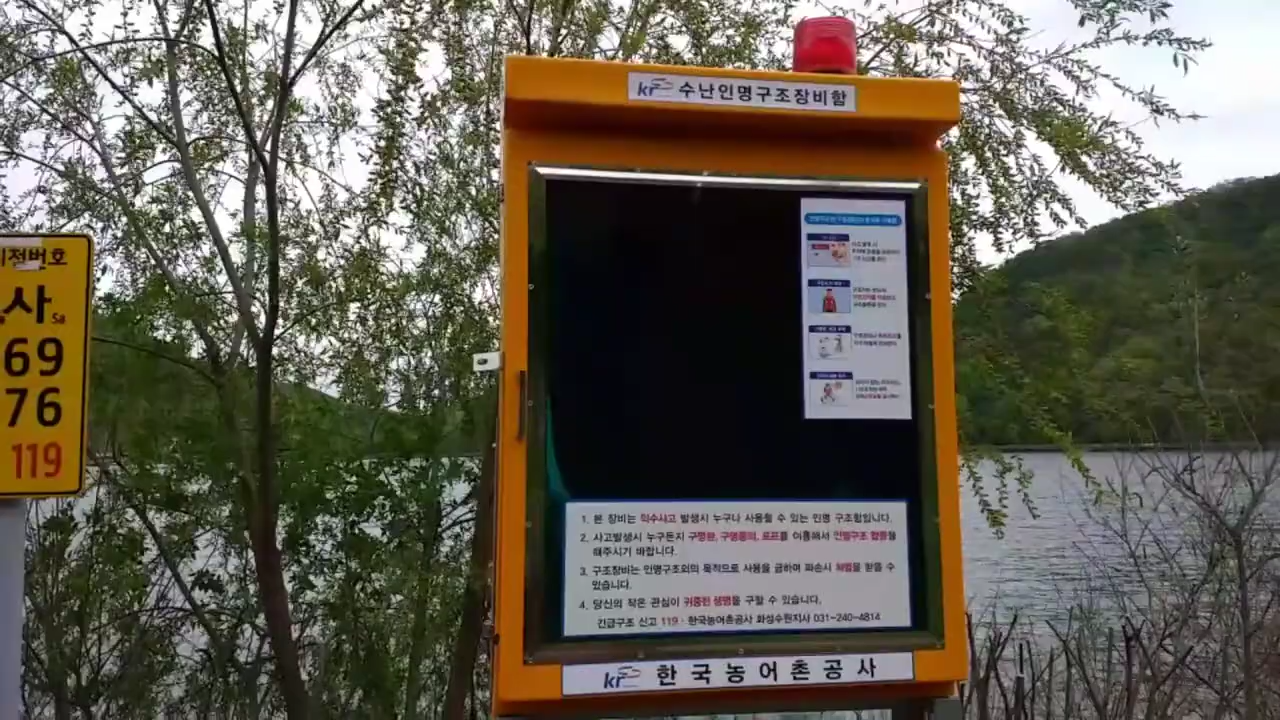 지점번호
사
Sa
69
76
119
kr 수난인명구조장비함
1. 본 장비는 익수사고 발생시 누구나 사용할 수 있는 인명 구조함입니다.
2. 사고발생시 누구든지 구명환, 구명동의, 로프를 이용해서 인명구조 활동을
해주시기 바랍니다.
3. 구조장비는 인명구조외의 목적으로 사용을 금하며 파손시 처벌을 받을 수
있습니다.
4. 당신의 작은 관심이 귀중한 생명을 구할 수 있습니다.
긴급구조 신고 119 · 한국농어촌공사 화성수원지사 031-240-4814
kr 한국농어촌공사